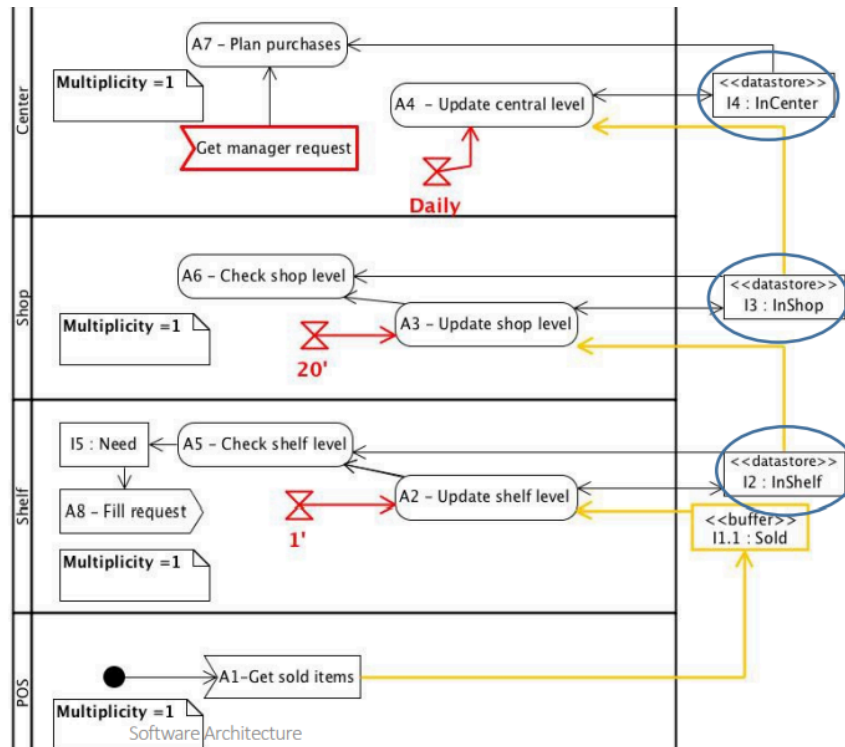 Center
A7 – Plan purchases
Multiplicity =1
<<datastore>>
I4 : InCenter
A4 – Update central level
Get manager request
Daily
Shop
A6 – Check shop level
<<datastore>>
I3 : InShop
Multiplicity =1
A3 – Update shop level
20'
Shelf
I5 : Need
A5 – Check shelf level
<<datastore>>
I2 : InShelf
A8 – Fill request
A2 – Update shelf level
<<buffer>>
I1.1 : Sold
1'
Multiplicity =1
POS
A1–Get sold items
Multiplicity =1
Software Architecture